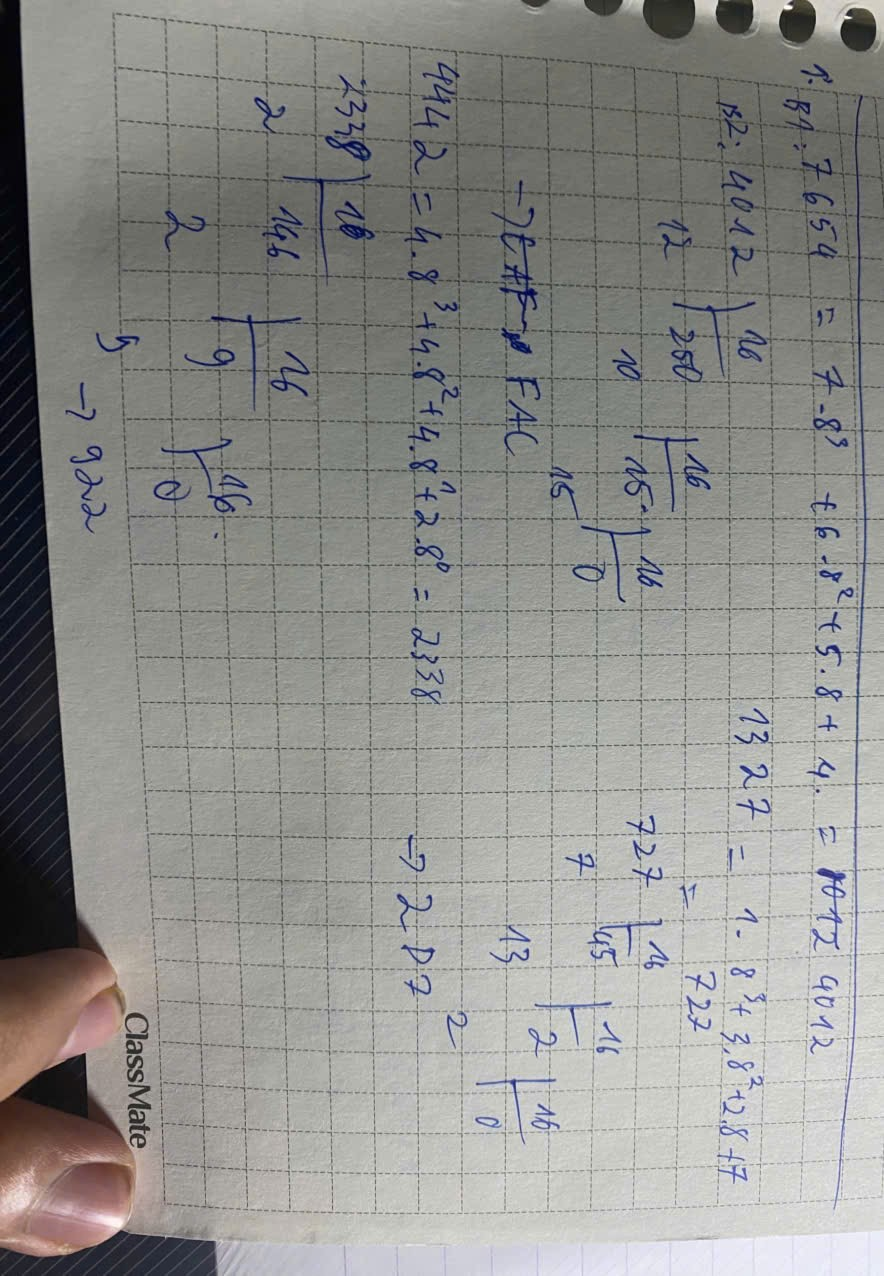 1. B1: 7654 = 7.8³ + 6.8² + 5.8 + 4. = 4012
B2: 4012 | 16
12 250 | 16
10 15 | 16
15 0
→ FAC
1327 = 1.8³ + 3.8² + 2.8 + 7
= 727
727 | 16
7 45 | 16
13 2 | 16
2 0
→ 2D7
4442 = 4.8³ + 4.8² + 4.8¹ + 2.8⁰ = 2338
2338 | 16
2 146 | 16
2 9 | 16
0
→ 922
ClassMate